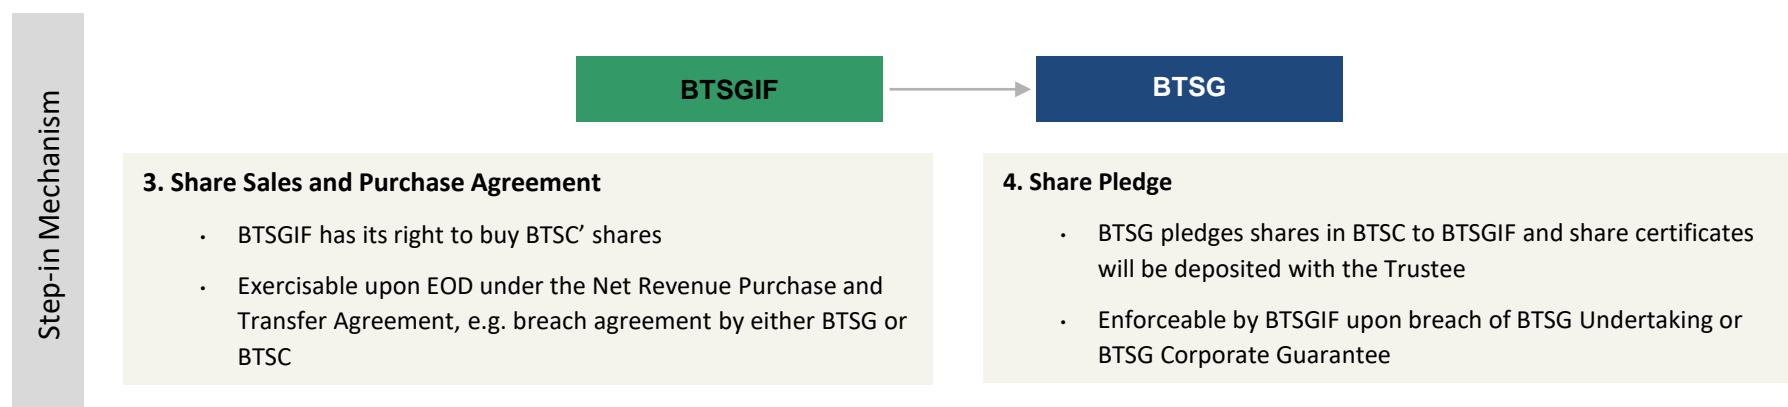 Step-in Mechanism
BTSGIF
BTSG
3. Share Sales and Purchase Agreement
• BTSGIF has its right to buy BTSC’ shares
• Exercisable upon EOD under the Net Revenue Purchase and
Transfer Agreement, e.g. breach agreement by either BTSG or
BTSC
4. Share Pledge
• BTSG pledges shares in BTSC to BTSGIF and share certificates
will be deposited with the Trustee
• Enforceable by BTSGIF upon breach of BTSG Undertaking or
BTSG Corporate Guarantee